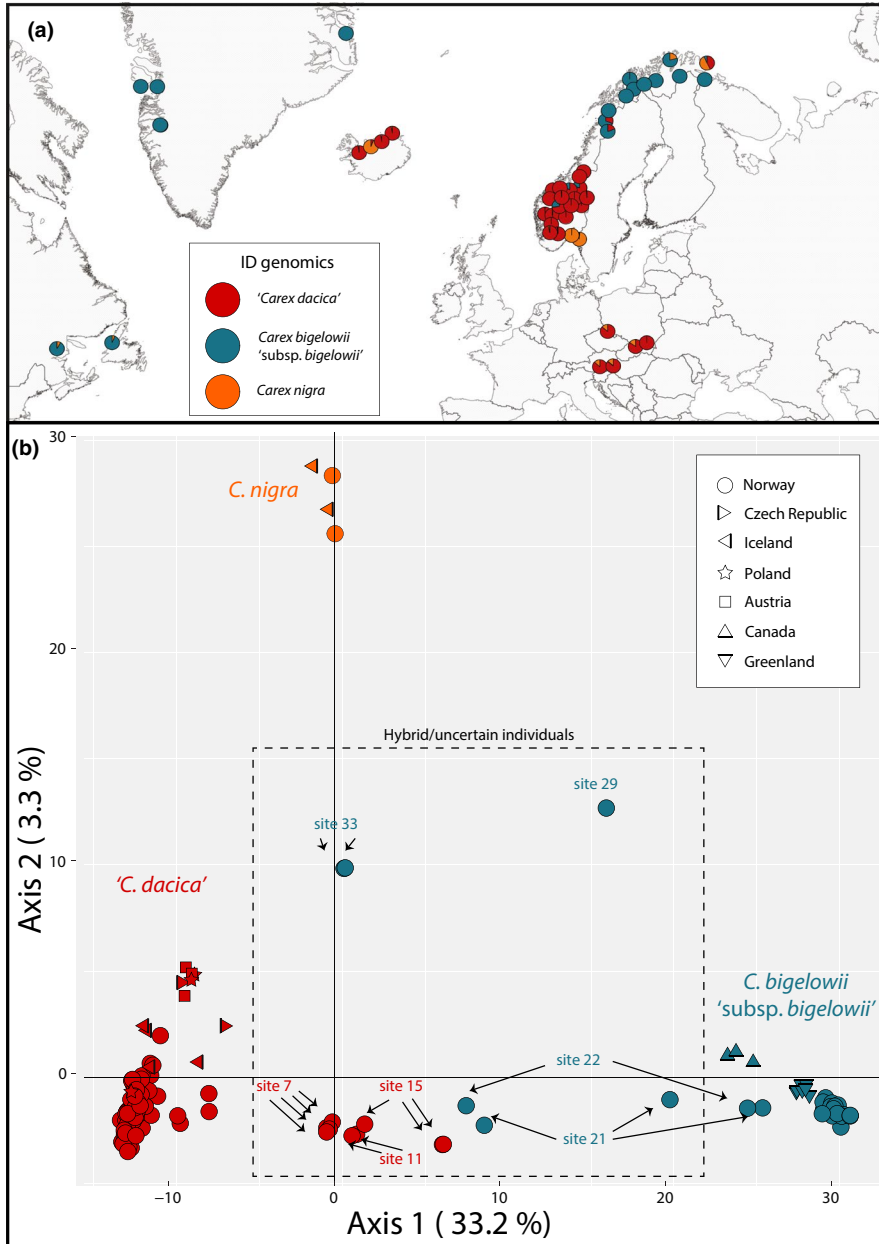 (a)
ID genomics
'Carex dacica'
Carex bigelowii
'subsp. bigelowii'
Carex nigra
(b)
30
20
10
0
Axis 2 ( 3.3 %)
C. nigra
Norway
Czech Republic
Iceland
Poland
Austria
Canada
Greenland
Hybrid/uncertain individuals
site 29
site 33
'C. dacica'
C. bigelowii
'subsp. bigelowii'
site 7
site 15
site 22
site 21
site 11
−10
0
10
20
30
Axis 1 ( 33.2 %)